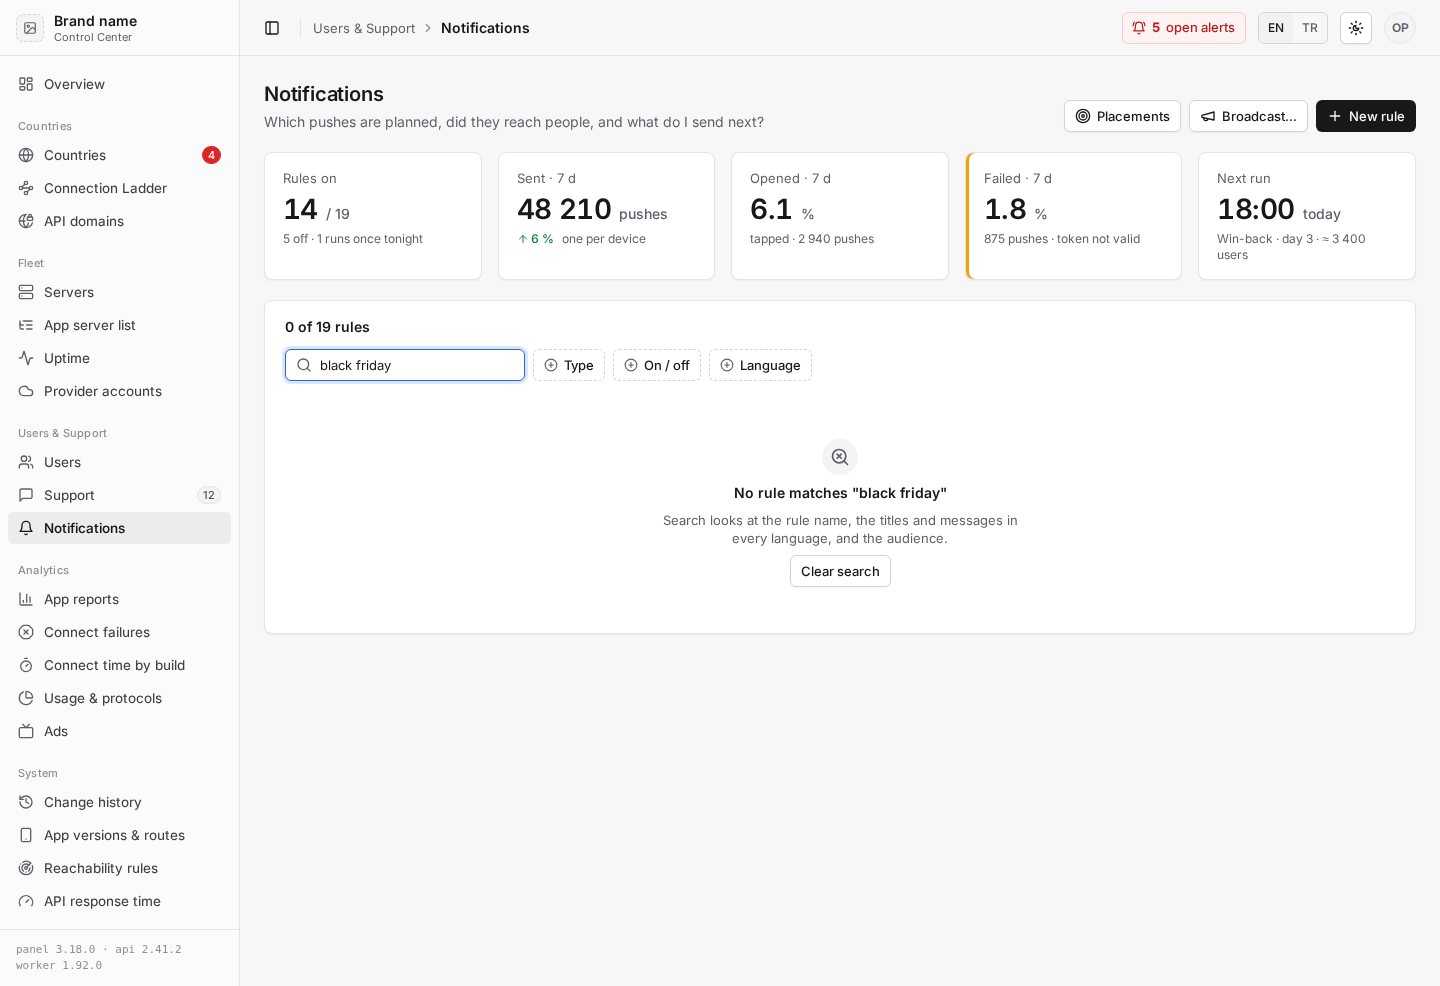 Brand name
Control Center
Users & Support
Notifications
5 open alerts
EN
TR
OP
Overview
Countries
Countries
4
Connection Ladder
API domains
Fleet
Servers
App server list
Uptime
Provider accounts
Users & Support
Users
Support
12
Notifications
Analytics
App reports
Connect failures
Connect time by build
Usage & protocols
Ads
System
Change history
App versions & routes
Reachability rules
API response time
panel 3.18.0 · api 2.41.2
worker 1.92.0
Notifications
Which pushes are planned, did they reach people, and what do I send next?
Placements
Broadcast...
New rule
Rules on
14 / 19
5 off · 1 runs once tonight
Sent · 7 d
48 210 pushes
↑ 6 % one per device
Opened · 7 d
6.1 %
tapped · 2 940 pushes
Failed · 7 d
1.8 %
875 pushes · token not valid
Next run
18:00 today
Win-back · day 3 · ≈ 3 400
users
0 of 19 rules
black friday
Type
On / off
Language
No rule matches "black friday"
Search looks at the rule name, the titles and messages in
every language, and the audience.
Clear search